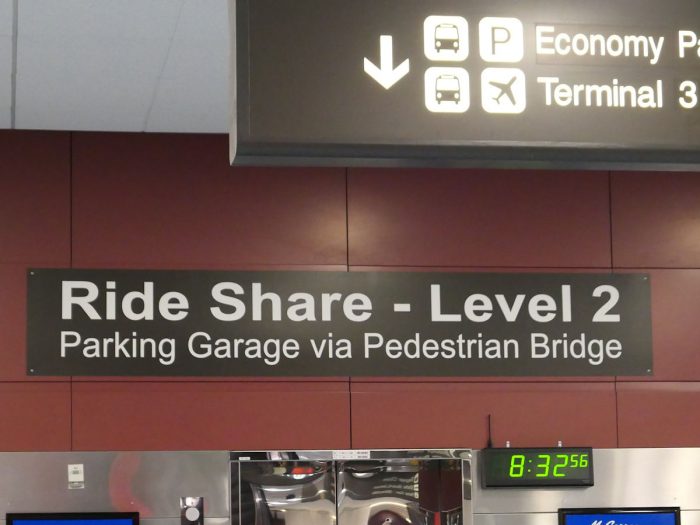 P Economy
Terminal 3
Ride Share - Level 2
Parking Garage via Pedestrian Bridge
8:32 56